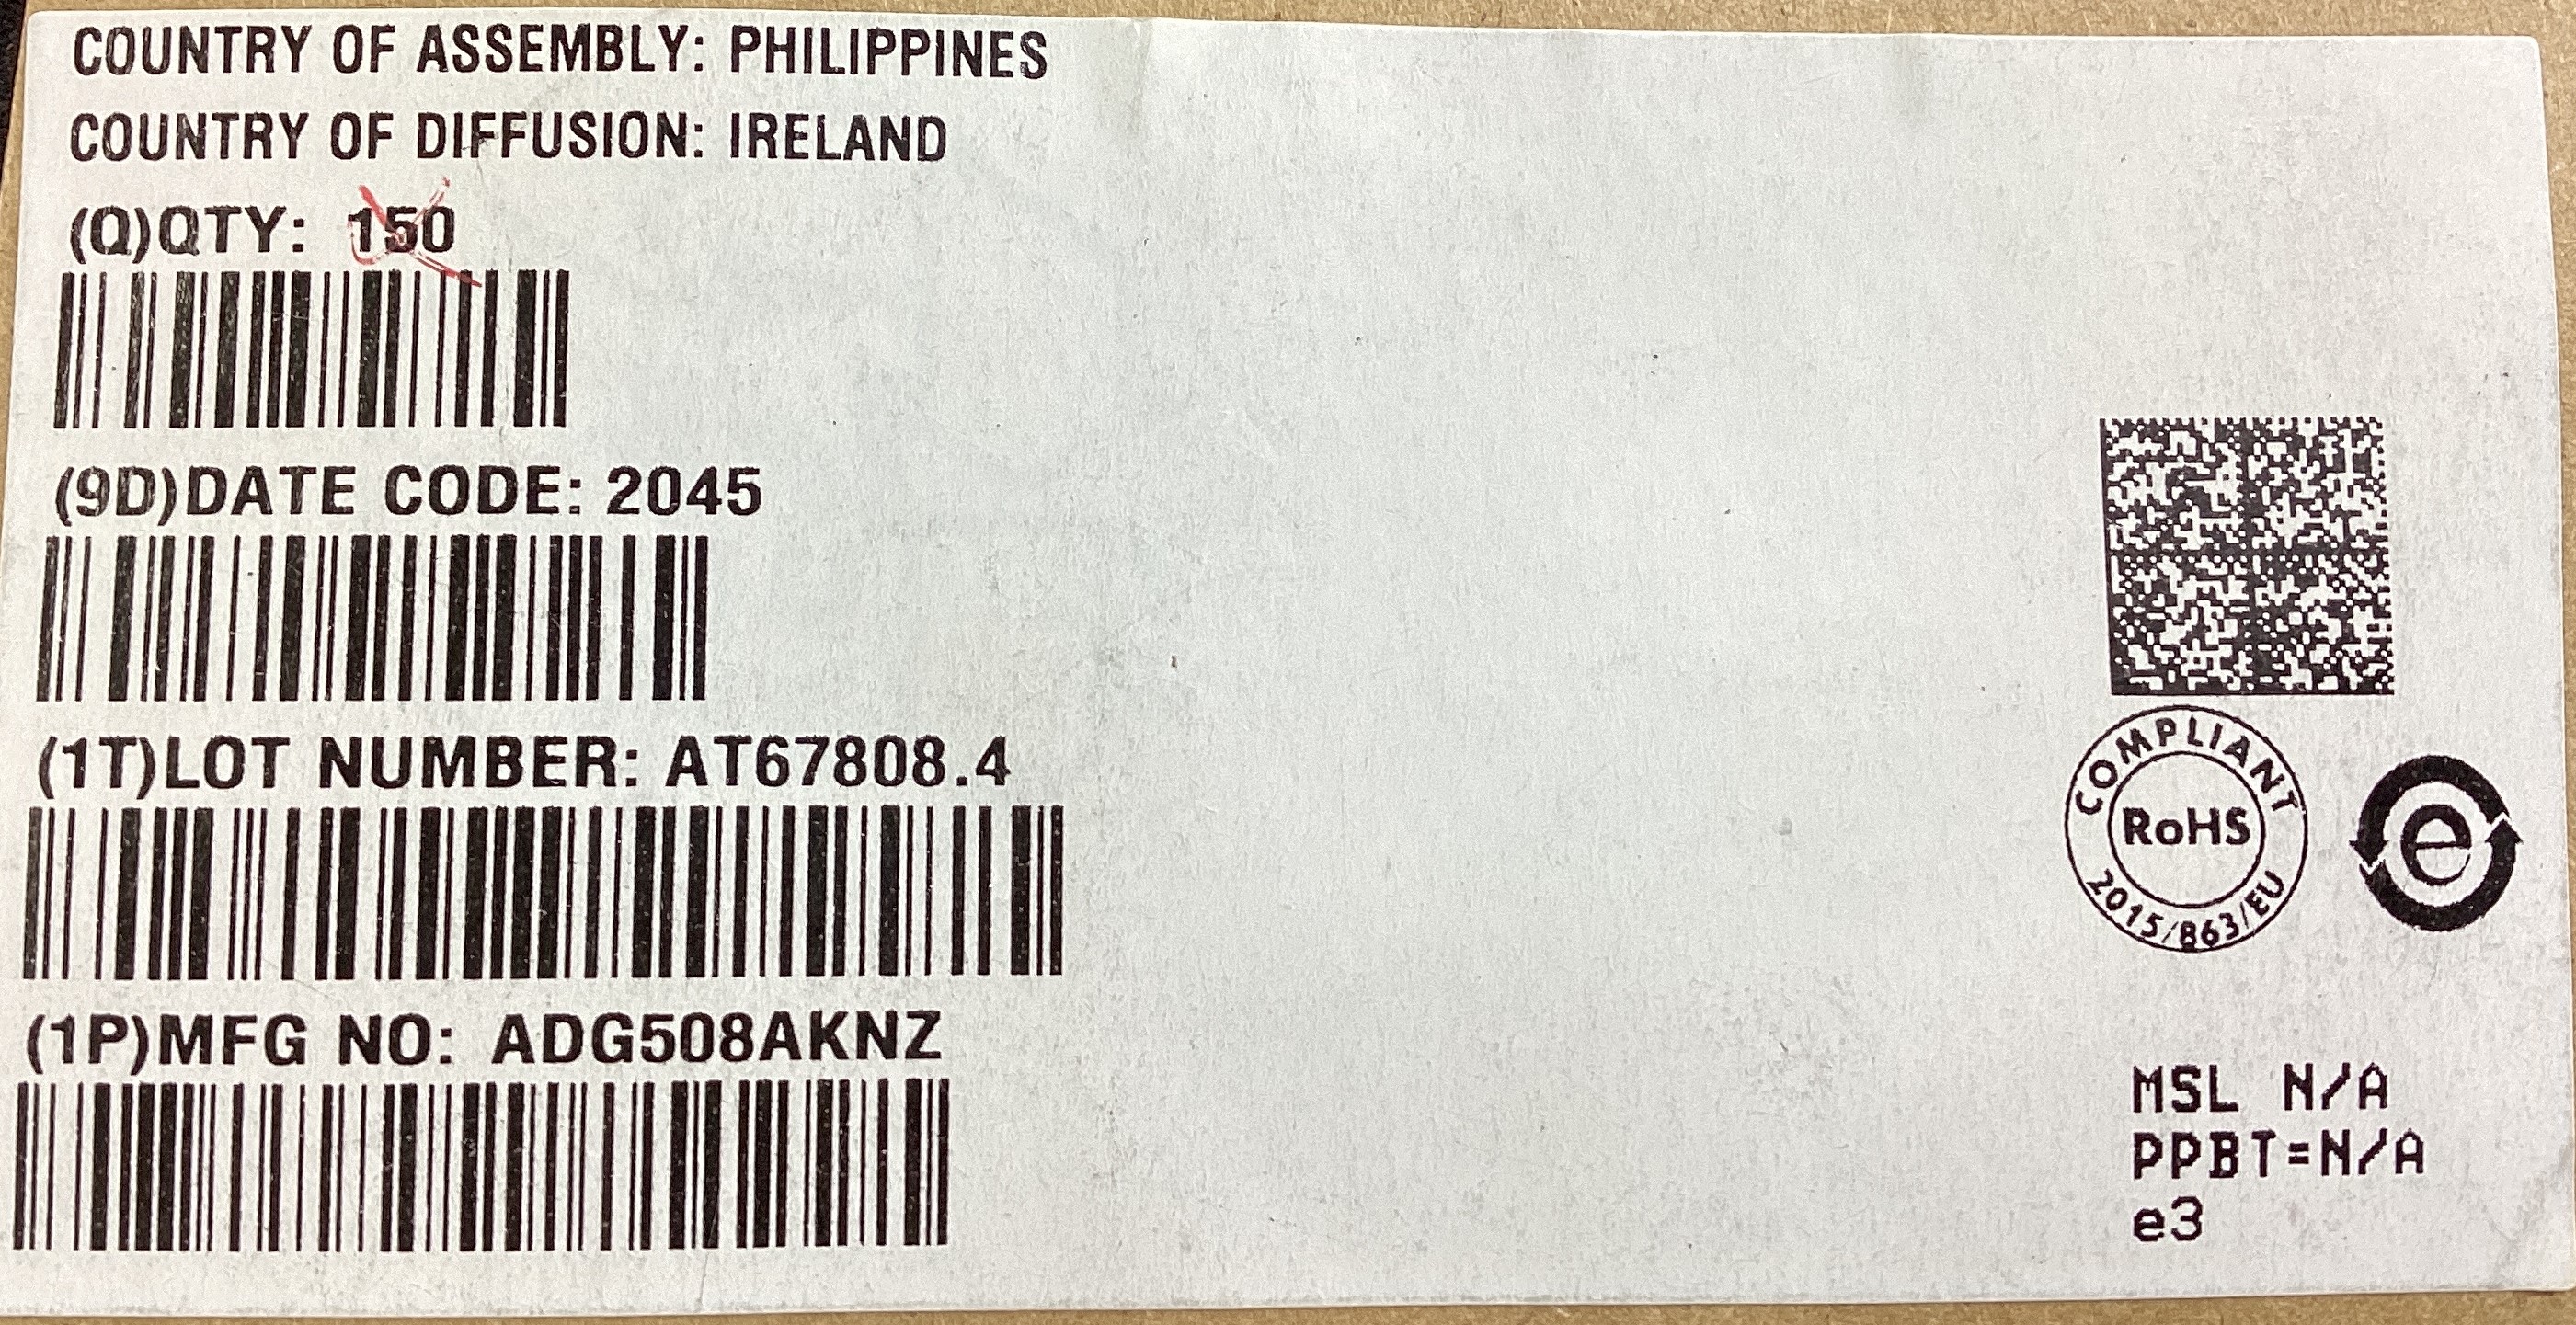 COUNTRY OF ASSEMBLY: PHILIPPINES
COUNTRY OF DIFFUSION: IRELAND
(Q)QTY: 150
(9D)DATE CODE: 2045
(1T)LOT NUMBER: AT67808.4
(1P)MFG NO: ADG508AKNZ
COMPLIANT
RoHS
2015/863/EU
e
MSL N/A
PPBT=N/A
e3